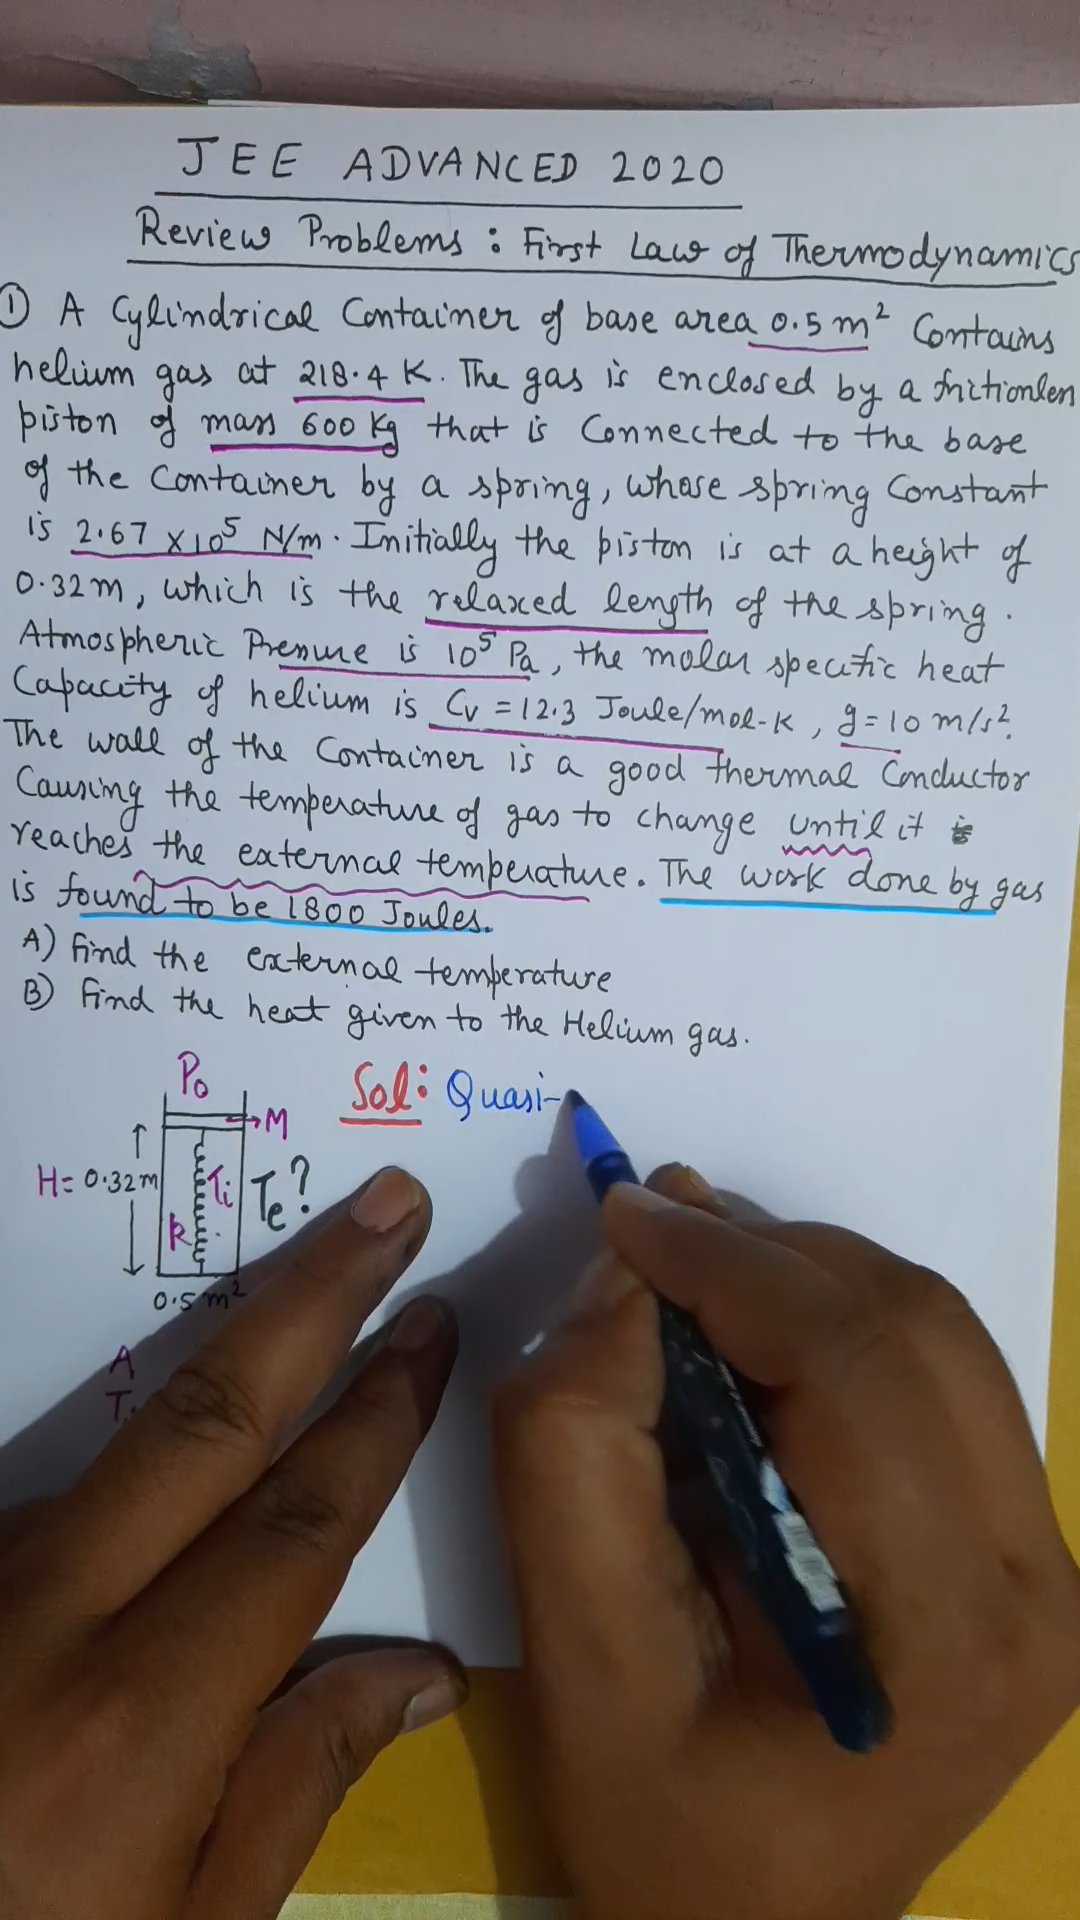 JEE ADVANCED 2020
Review Problems: First Law of Thermodynamics
① A Cylindrical Container of base area 0.5 m² Contains
helium gas at 218.4 K. The gas is enclosed by a frictionless
piston of mass 600 Kg that is Connected to the base
of the Container by a spring, whose spring Constant
is 2.67 × 10⁵ N/m. Initially the piston is at a height of
0.32m, which is the relaxed length of the spring.
Atmospheric Pressure is 10⁵ Pa, the molar specific heat
Capacity of helium is Cv = 12.3 Joule/mol-K, g = 10 m/s².
The wall of the Container is a good thermal Conductor
Causing the temperature of gas to change until it
reaches the external temperature. The work done by gas
is found to be 1800 Joules.
A) Find the external temperature
B) Find the heat given to the Helium gas.
P₀
M
H = 0.32m
Ti
Te?
k
0.5 m²
A
Sol: Quasi-